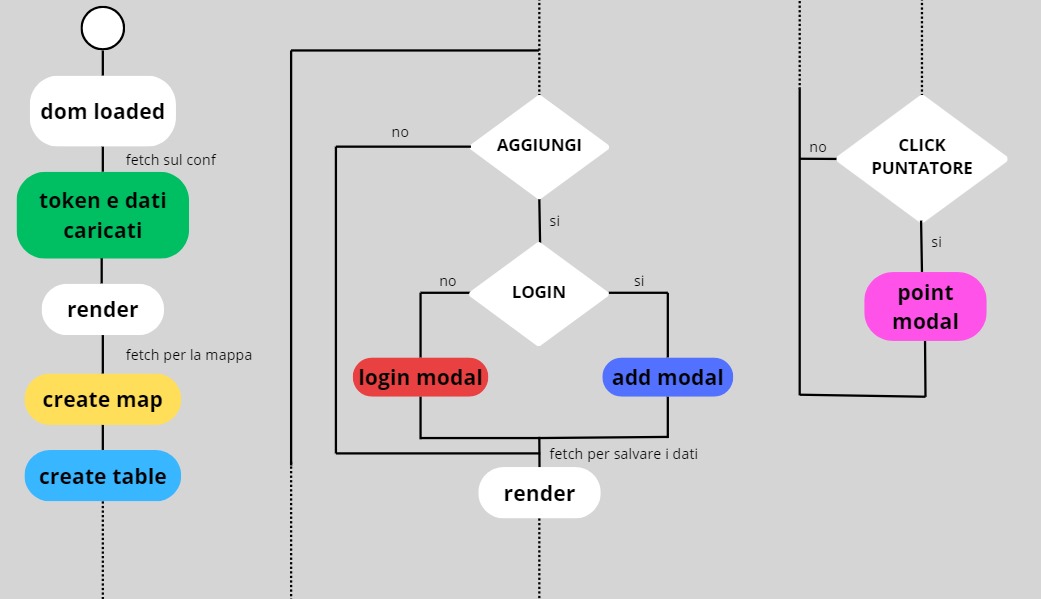 dom loaded
fetch sul conf
token e dati
caricati
render
fetch per la mappa
create map
create table
no
AGGIUNGI
si
no
LOGIN
si
login modal
add modal
fetch per salvare i dati
render
no
CLICK
PUNTATORE
si
point
modal